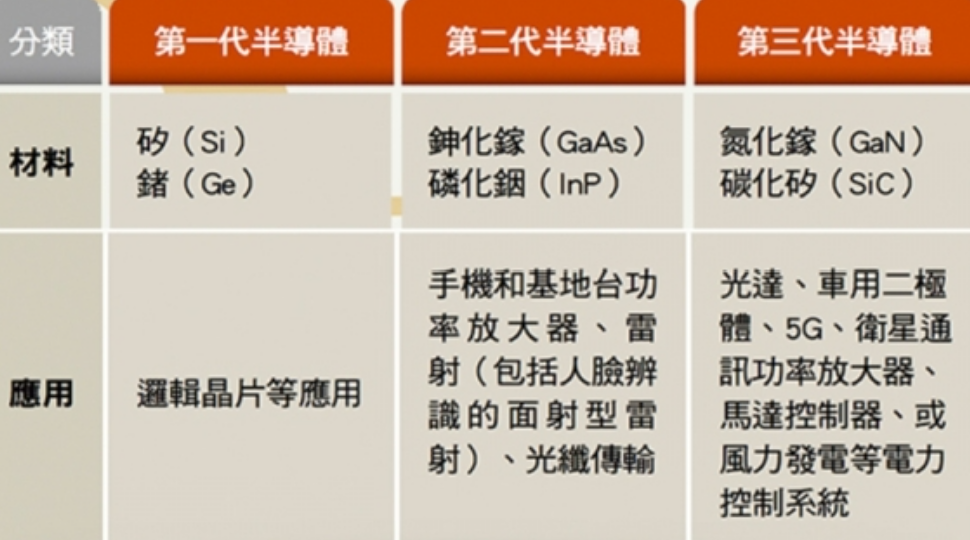 分類
第一代半導體
第二代半導體
第三代半導體
材料
矽（Si）
鍺（Ge）
鉮化鎵（GaAs）
磷化銦（InP）
氮化鎵（GaN）
碳化矽（SiC）
應用
邏輯晶片等應用
手機和基地台功
率放大器、雷
射（包括人臉辨
識的面射型雷
射）、光纖傳輸
光達、車用二極
體、5G、衛星通
訊功率放大器、
馬達控制器、或
風力發電等電力
控制系統